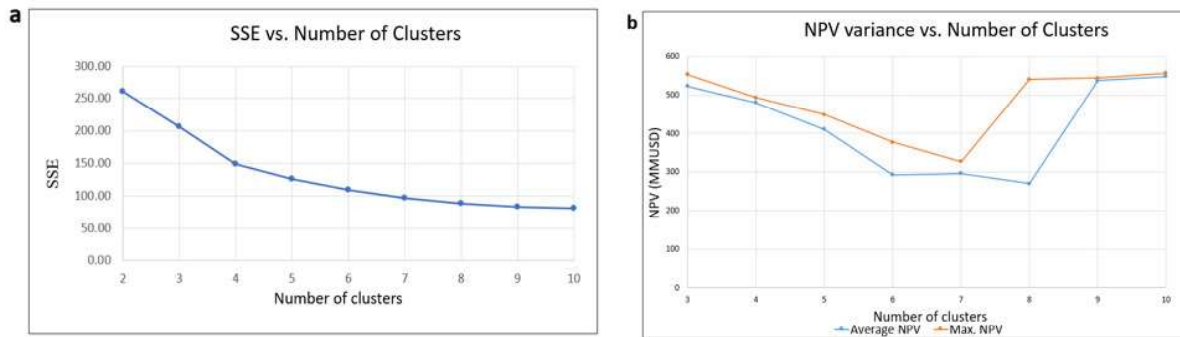 a
SSE vs. Number of Clusters
300.00
250.00
200.00
150.00
100.00
50.00
0.00
SSE
2 3 4 5 6 7 8 9 10
Number of clusters
b
NPV variance vs. Number of Clusters
600
500
400
300
200
100
0
NPV (MMUSD)
3 4 5 6 7 8 9 10
Number of clusters
Average NPV Max. NPV